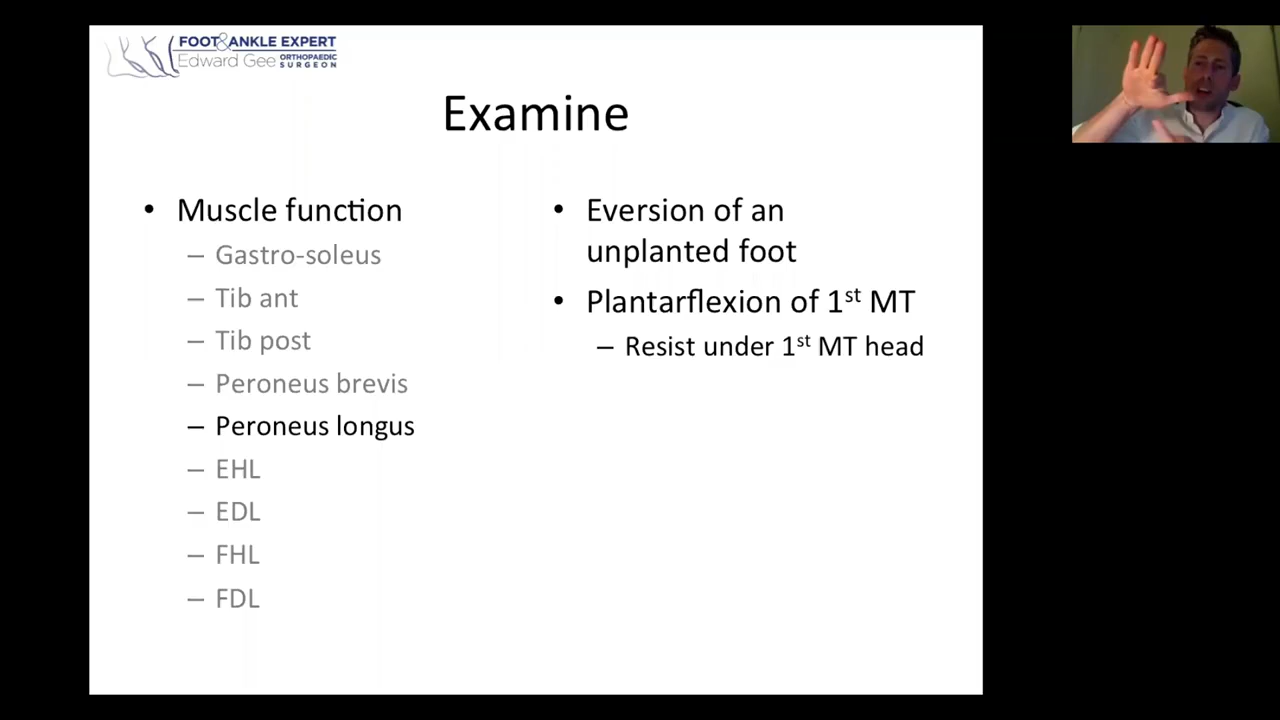 FOOT&ANKLE EXPERT
Edward Gee ORTHOPAEDIC SURGEON
Examine
• Muscle function
– Gastro-soleus
– Tib ant
– Tib post
– Peroneus brevis
– Peroneus longus
– EHL
– EDL
– FHL
– FDL
• Eversion of an
unplanted foot
• Plantarflexion of 1st MT
– Resist under 1st MT head